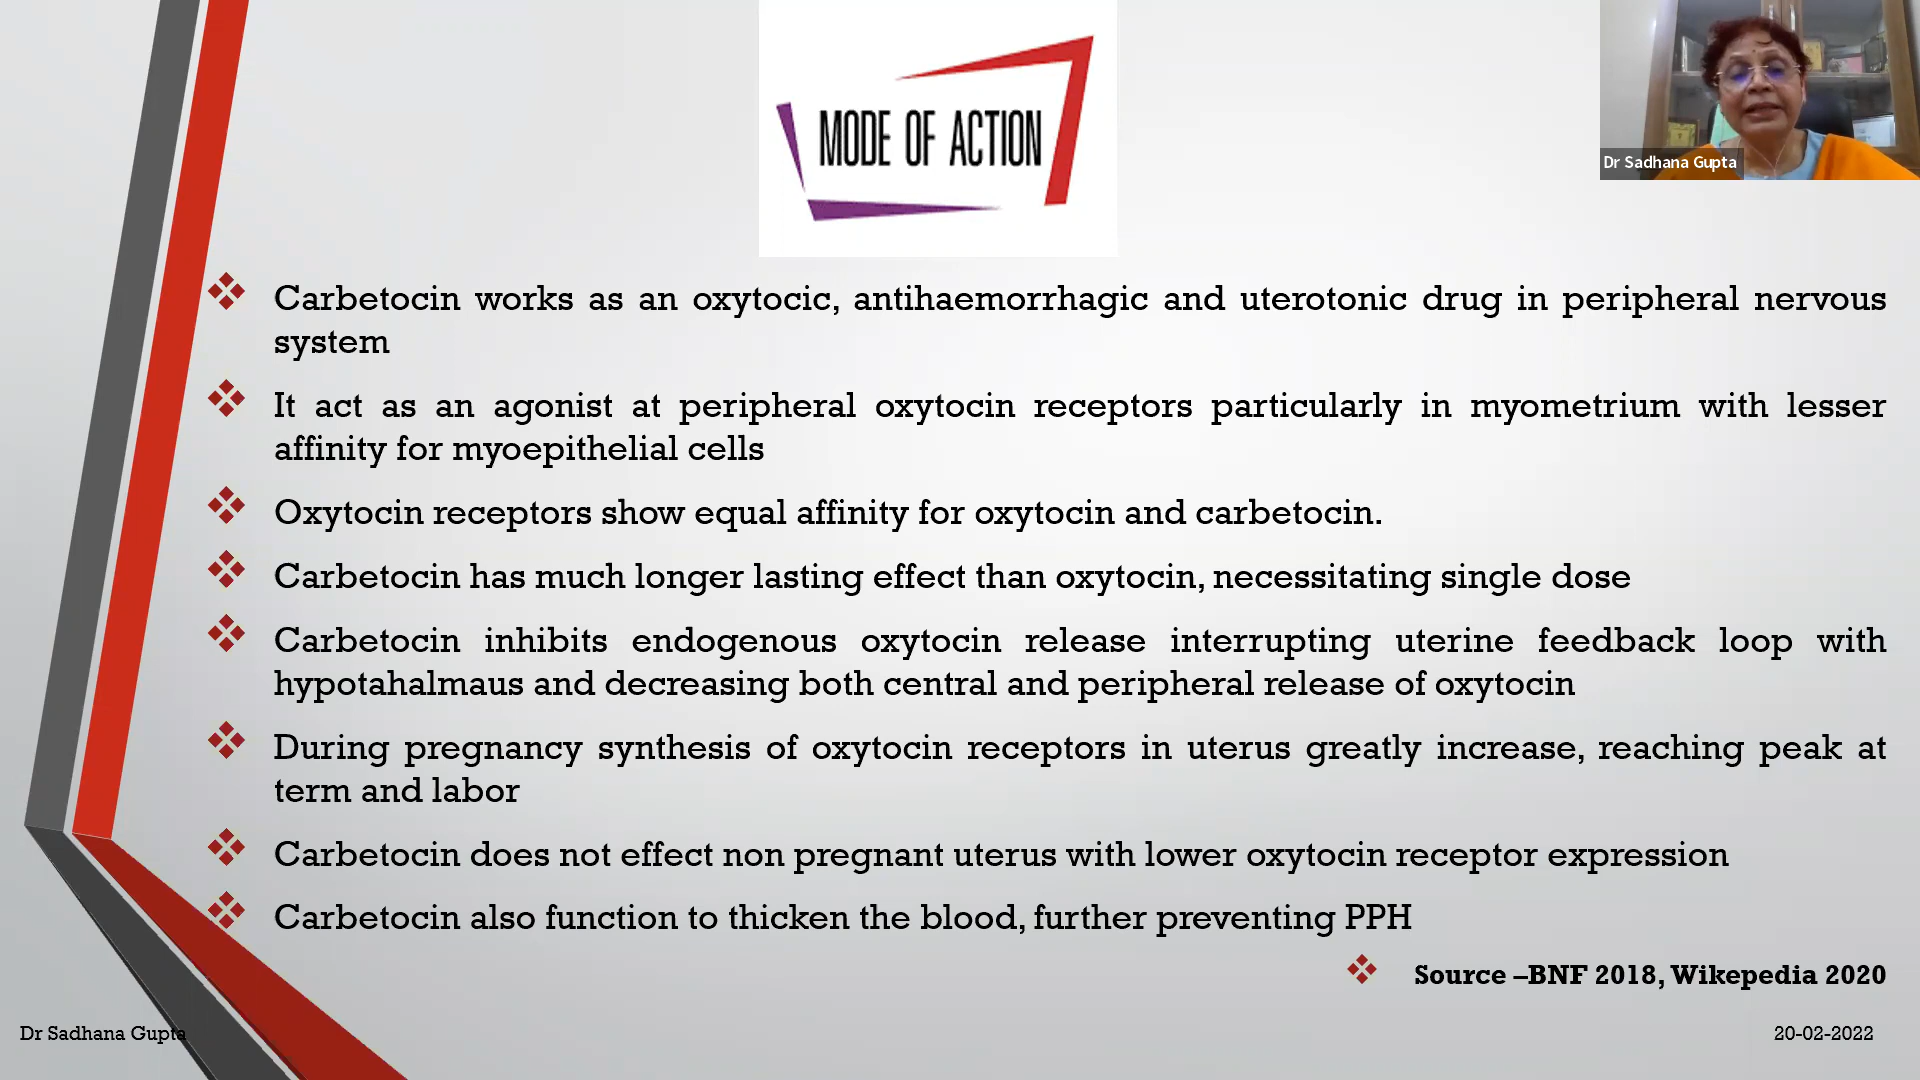 MODE OF ACTION
Dr Sadhana Gupta
Carbetocin works as an oxytocic, antihaemorrhagic and uterotonic drug in peripheral nervous
system
It act as an agonist at peripheral oxytocin receptors particularly in myometrium with lesser
affinity for myoepithelial cells
Oxytocin receptors show equal affinity for oxytocin and carbetocin.
Carbetocin has much longer lasting effect than oxytocin, necessitating single dose
Carbetocin inhibits endogenous oxytocin release interrupting uterine feedback loop with
hypotahalmaus and decreasing both central and peripheral release of oxytocin
During pregnancy synthesis of oxytocin receptors in uterus greatly increase, reaching peak at
term and labor
Carbetocin does not effect non pregnant uterus with lower oxytocin receptor expression
Carbetocin also function to thicken the blood, further preventing PPH
Source –BNF 2018, Wikepedia 2020
Dr Sadhana Gupta
20-02-2022